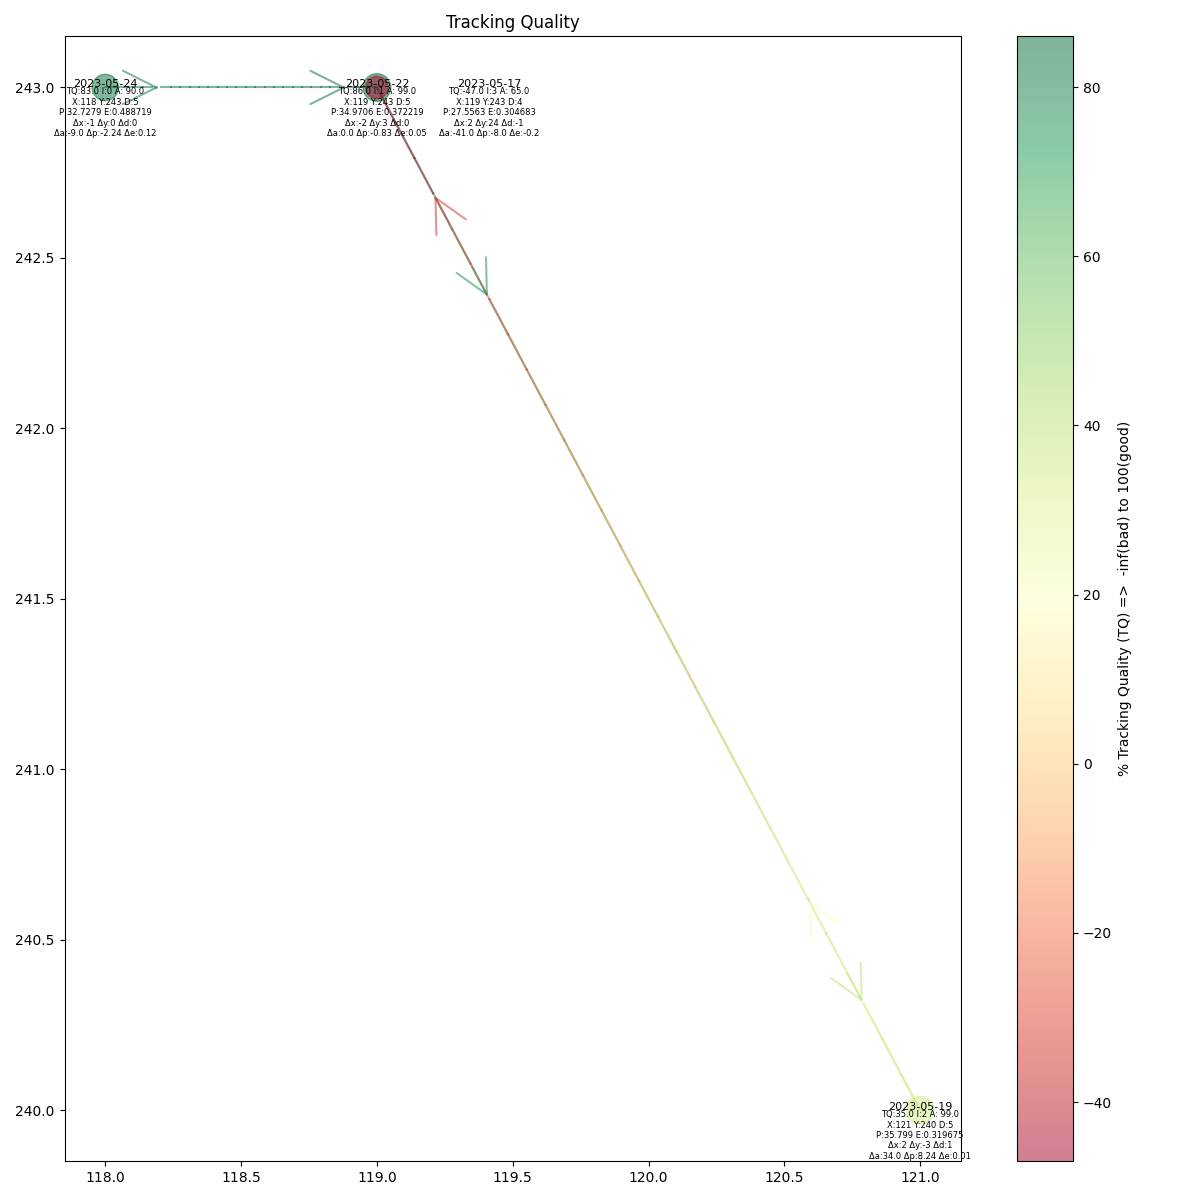 Tracking Quality
2023-05-24
TQ:83.0 I:0 A: 90.0
X:118 Y:243 D:5
P:32.7279 E:0.488719
Δx:-1 Δy:0 Δd:0
Δa:-9.0 Δp:-2.24 Δe:0.12
2023-05-22
TQ:86.0 I:1 A: 99.0
X:119 Y:243 D:5
P:34.9706 E:0.372219
Δx:-2 Δy:3 Δd:0
Δa:0.0 Δp:-0.83 Δe:0.05
2023-05-17
TQ:-47.0 I:3 A: 65.0
X:119 Y:243 D:4
P:27.5563 E:0.304683
Δx:2 Δy:24 Δd:-1
Δa:-41.0 Δp:-8.0 Δe:-0.2
2023-05-19
TQ:35.0 I:2 A: 99.0
X:121 Y:240 D:5
P:35.799 E:0.319675
Δx:2 Δy:-3 Δd:1
Δa:34.0 Δp:8.24 Δe:0.01
243.0
242.5
242.0
241.5
241.0
240.5
240.0
118.0
118.5
119.0
119.5
120.0
120.5
121.0
80
60
40
20
0
−20
−40
% Tracking Quality (TQ) => -inf(bad) to 100(good)